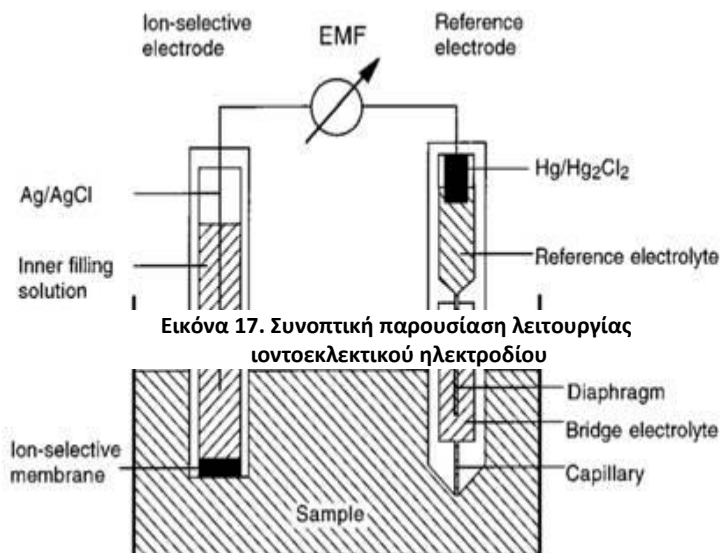 Ion-selective
electrode
EMF
Reference
electrode
Ag/AgCl
Hg/Hg₂Cl₂
Inner filling
solution
Reference electrolyte
Εικόνα 17. Συνοπτική παρουσίαση λειτουργίας
ιοντοεκλεκτικού ηλεκτροδίου
Diaphragm
Bridge electrolyte
Ion-selective
membrane
Capillary
Sample